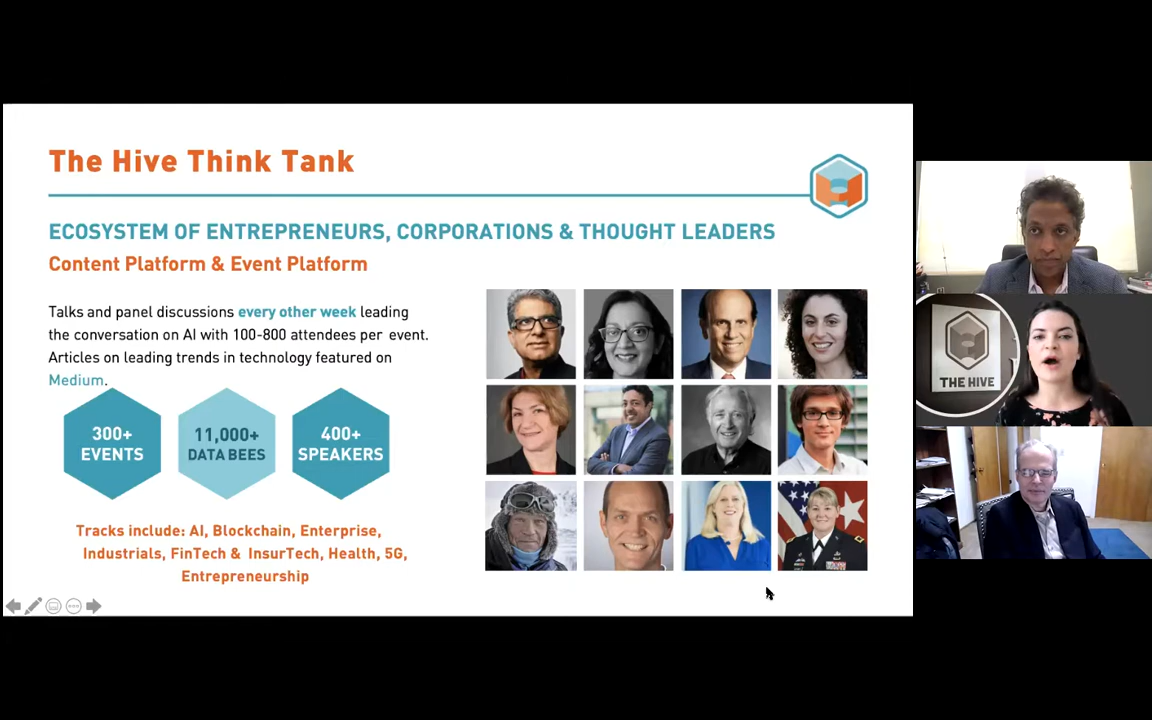 The Hive Think Tank
ECOSYSTEM OF ENTREPRENEURS, CORPORATIONS & THOUGHT LEADERS
Content Platform & Event Platform
Talks and panel discussions every other week leading
the conversation on AI with 100-800 attendees per event.
Articles on leading trends in technology featured on
Medium.
300+
EVENTS
11,000+
DATA BEES
400+
SPEAKERS
Tracks include: AI, Blockchain, Enterprise,
Industrials, FinTech & InsurTech, Health, 5G,
Entrepreneurship
THE HIVE